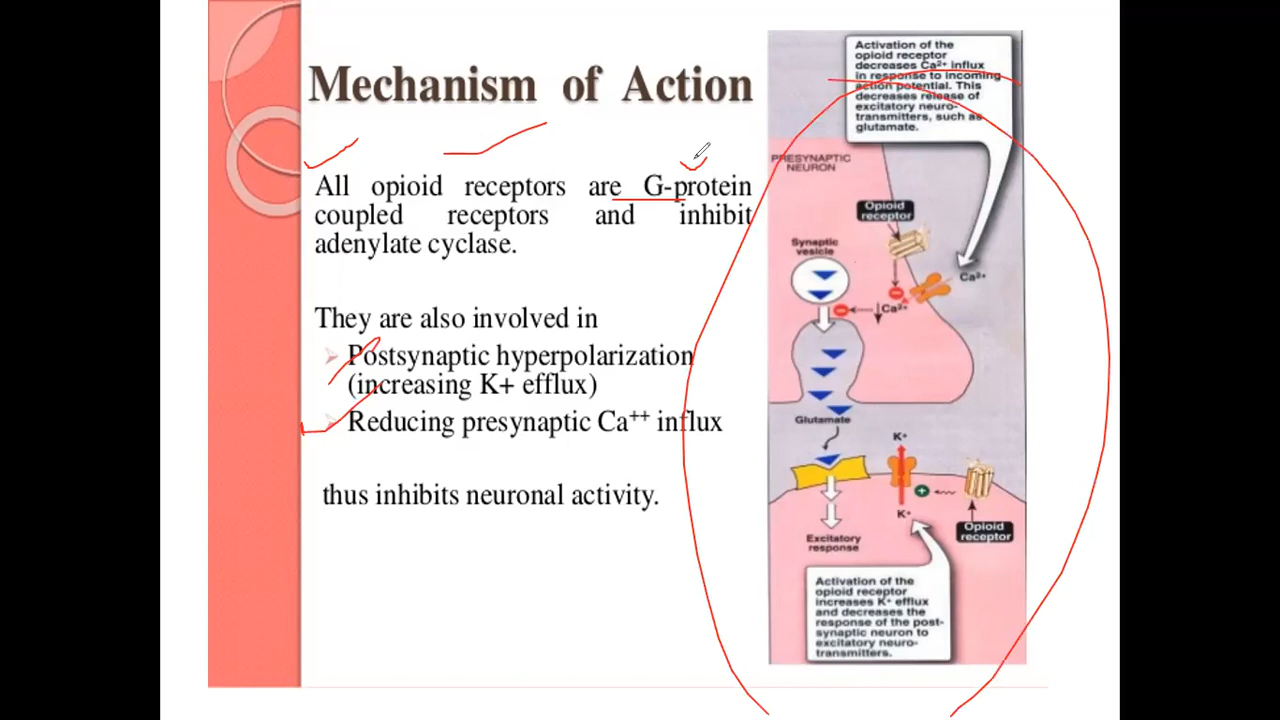 Mechanism of Action
All opioid receptors are G-protein
coupled receptors and inhibit
adenylate cyclase.
They are also involved in
Postsynaptic hyperpolarization
(increasing K+ efflux)
Reducing presynaptic Ca++ influx
thus inhibits neuronal activity.
Activation of the
opioid receptor
decreases Ca2+ influx
in response to incoming
action potential. This
decreases release of
excitatory neuro-
transmitters, such as
glutamate.
PRESYNAPTIC
NEURON
Opioid
receptor
Synaptic
vesicle
Ca2+
Ca2+
Glutamate
K+
K+
Opioid
receptor
Excitatory
response
Activation of the
opioid receptor
increases K+ efflux
and decreases the
response of the post-
synaptic neuron to
excitatory neuro-
transmitters.